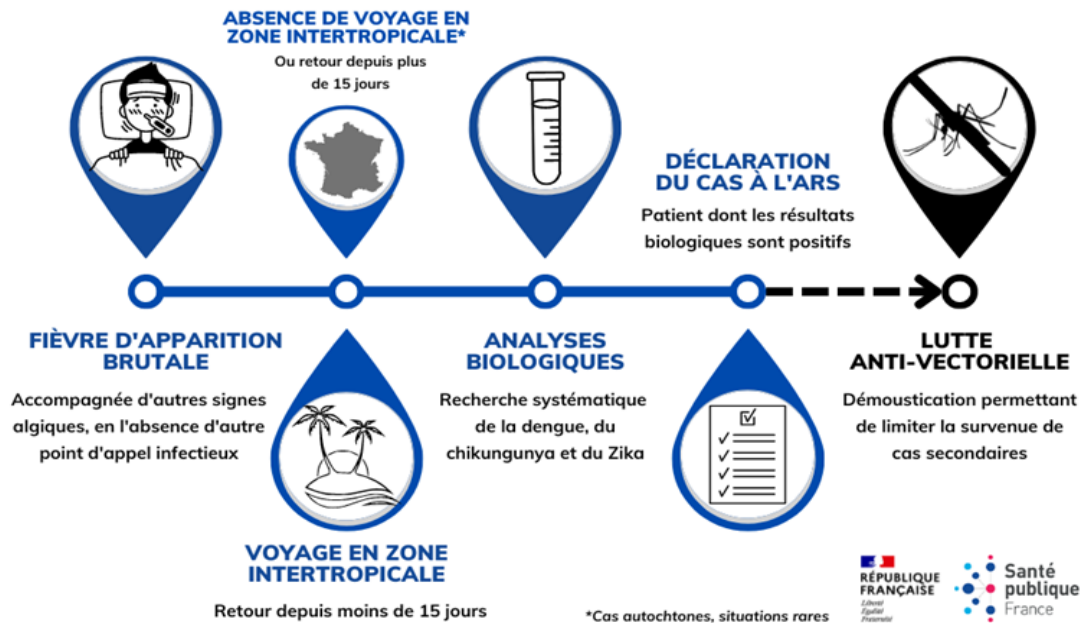 ABSENCE DE VOYAGE EN
ZONE INTERTROPICALE*
Ou retour depuis plus
de 15 jours
DÉCLARATION
DU CAS À L'ARS
Patient dont les résultats
biologiques sont positifs
FIÈVRE D'APPARITION
BRUTALE
Accompagnée d'autres signes
algiques, en l'absence d'autre
point d'appel infectieux
ANALYSES
BIOLOGIQUES
Recherche systématique
de la dengue, du
chikungunya et du Zika
LUTTE
ANTI-VECTORIELLE
Démoustication permettant
de limiter la survenue de
cas secondaires
VOYAGE EN ZONE
INTERTROPICALE
Retour depuis moins de 15 jours
*Cas autochtones, situations rares
RÉPUBLIQUE
FRANÇAISE
Liberté
Égalité
Fraternité
Santé
publique
France